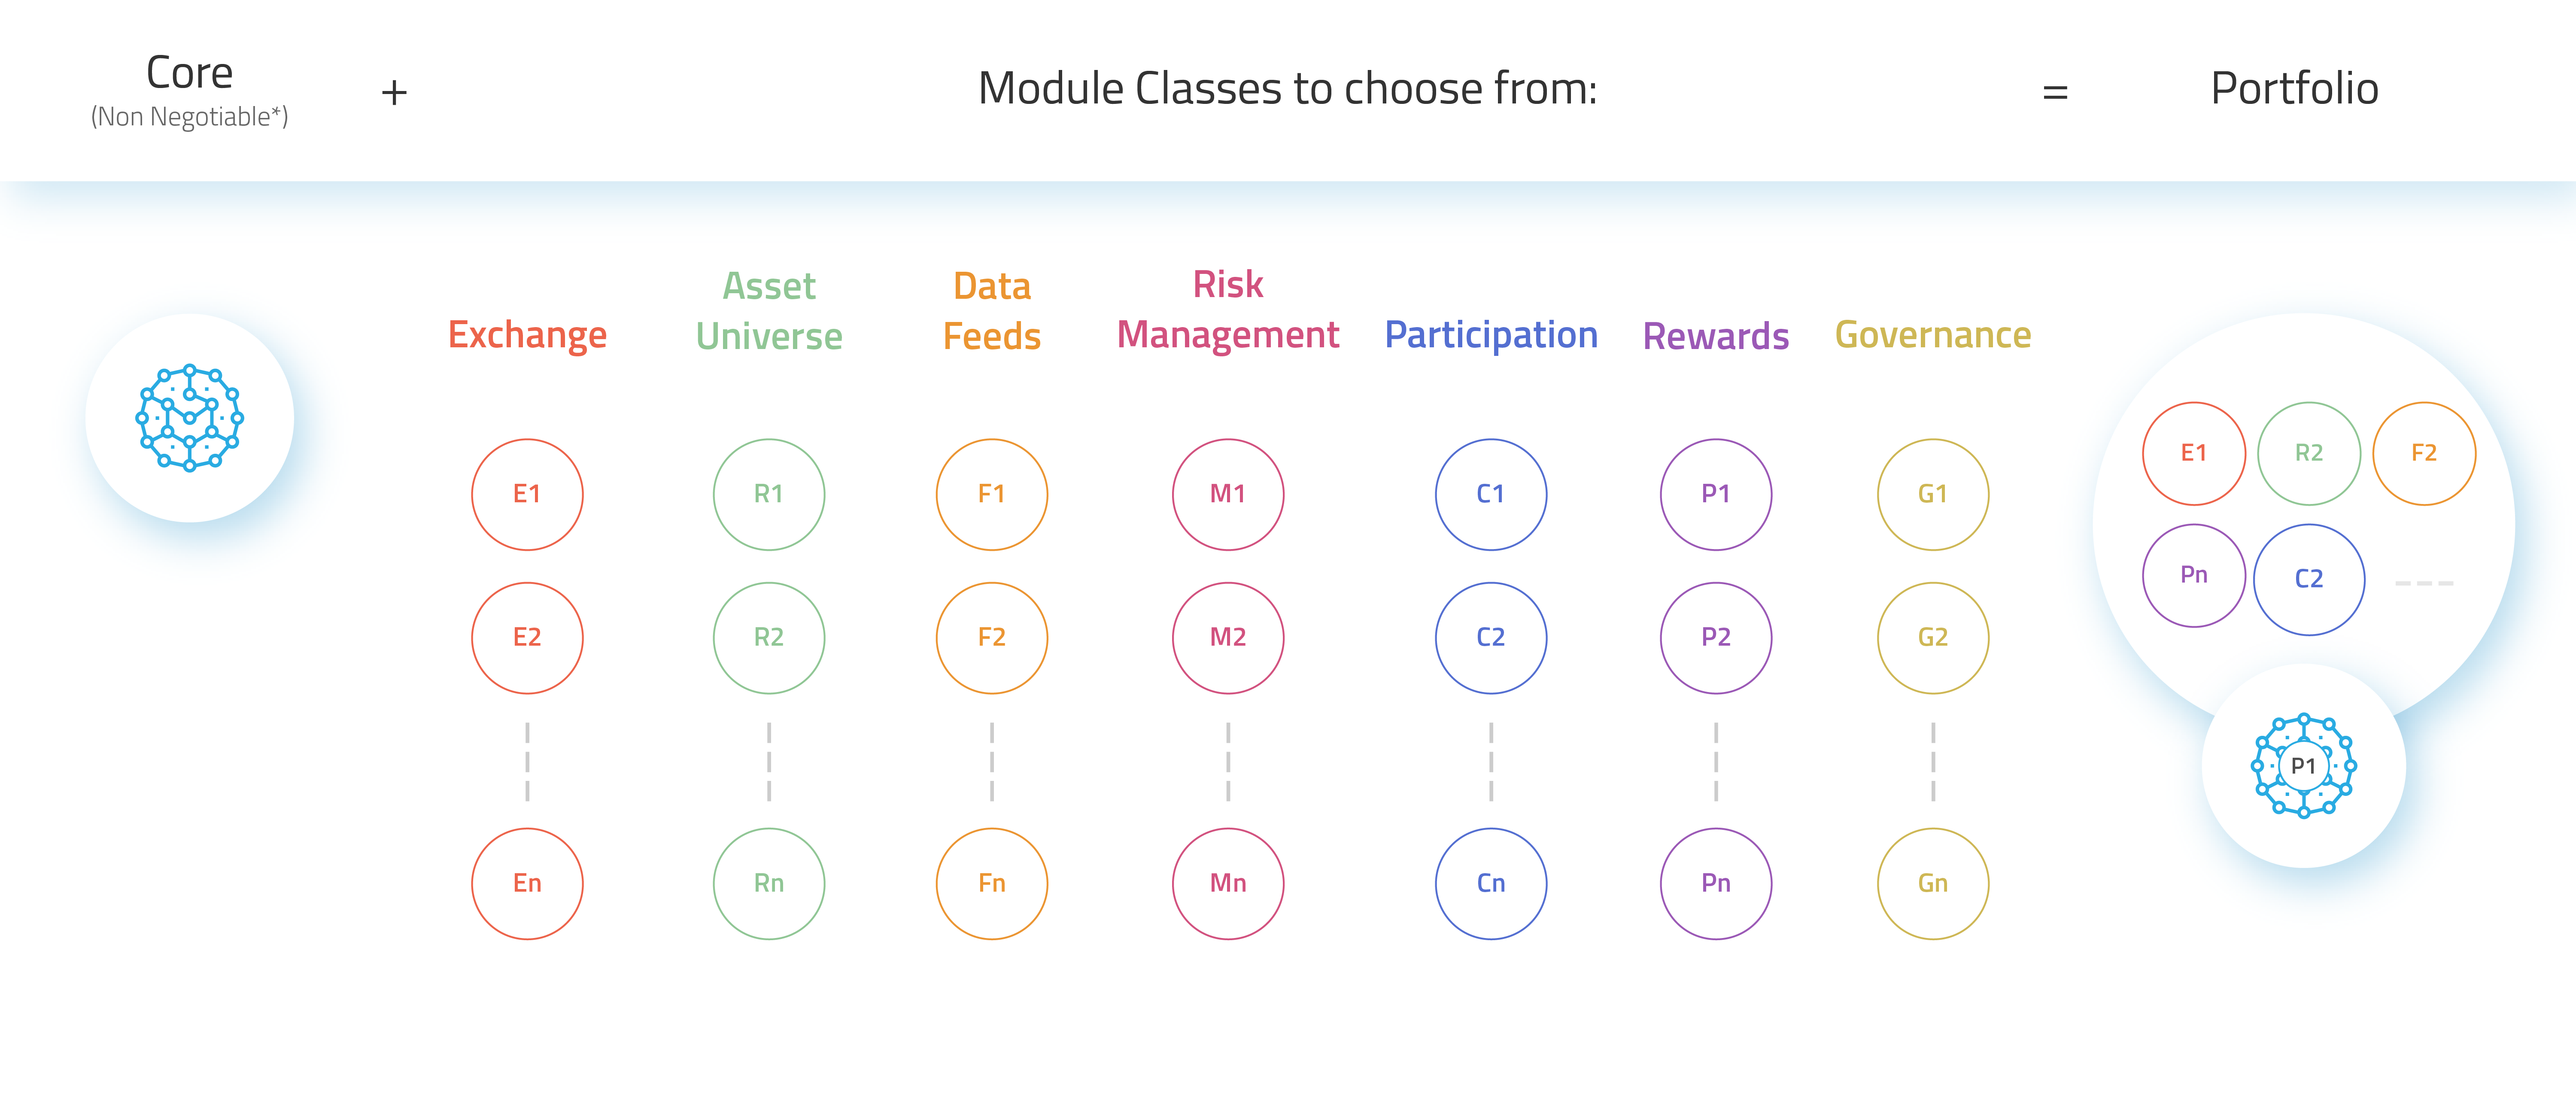 Core
(Non Negotiable*)
+
Module Classes to choose from:
=
Portfolio
Exchange
Asset
Universe
Data
Feeds
Risk
Management
Participation
Rewards
Governance
E1
R1
F1
M1
C1
P1
G1
E2
R2
F2
M2
C2
P2
G2
En
Rn
Fn
Mn
Cn
Pn
Gn
E1
R2
F2
Pn
C2
P1